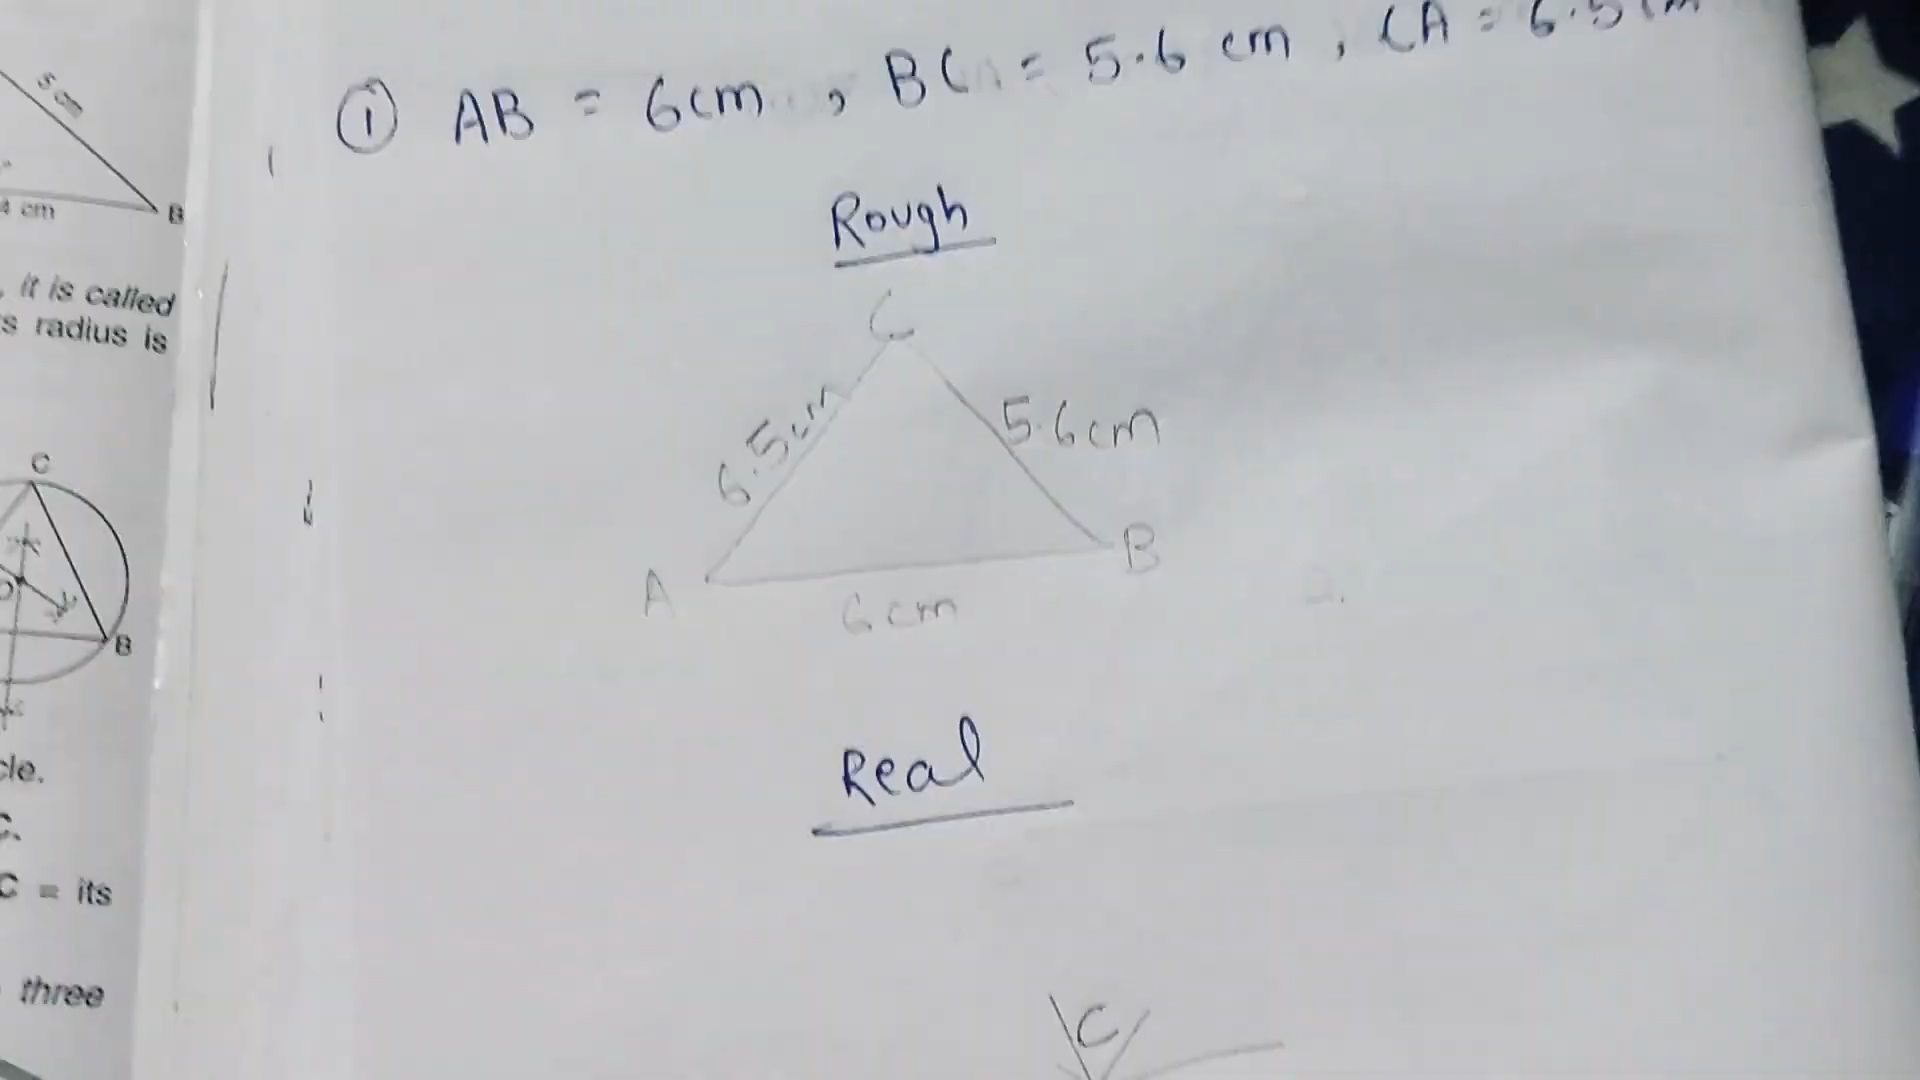 5 cm
4 cm
B
, it is called
s radius is
C
O
B
cle.
C.
C = its
three
① AB = 6cm, BC = 5.6 cm, CA = 6.5 cm
Rough
C
6.5cm
5.6cm
A
B
6cm
Real
C